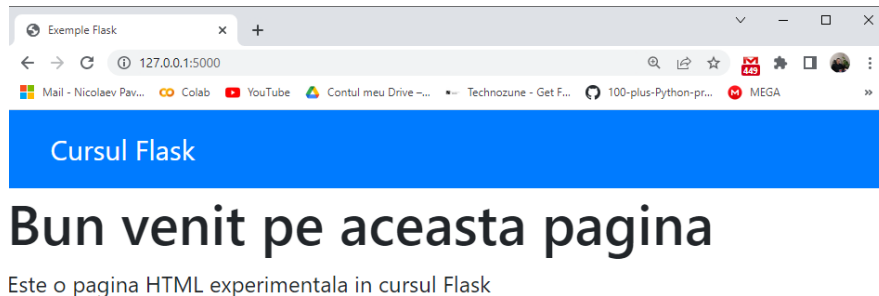 Exemple Flask
127.0.0.1:5000
449
Mail - Nicolaev Pav... Colab YouTube Contul meu Drive –... Technozune - Get F... 100-plus-Python-pr... MEGA »
Cursul Flask
Bun venit pe aceasta pagina
Este o pagina HTML experimentala in cursul Flask